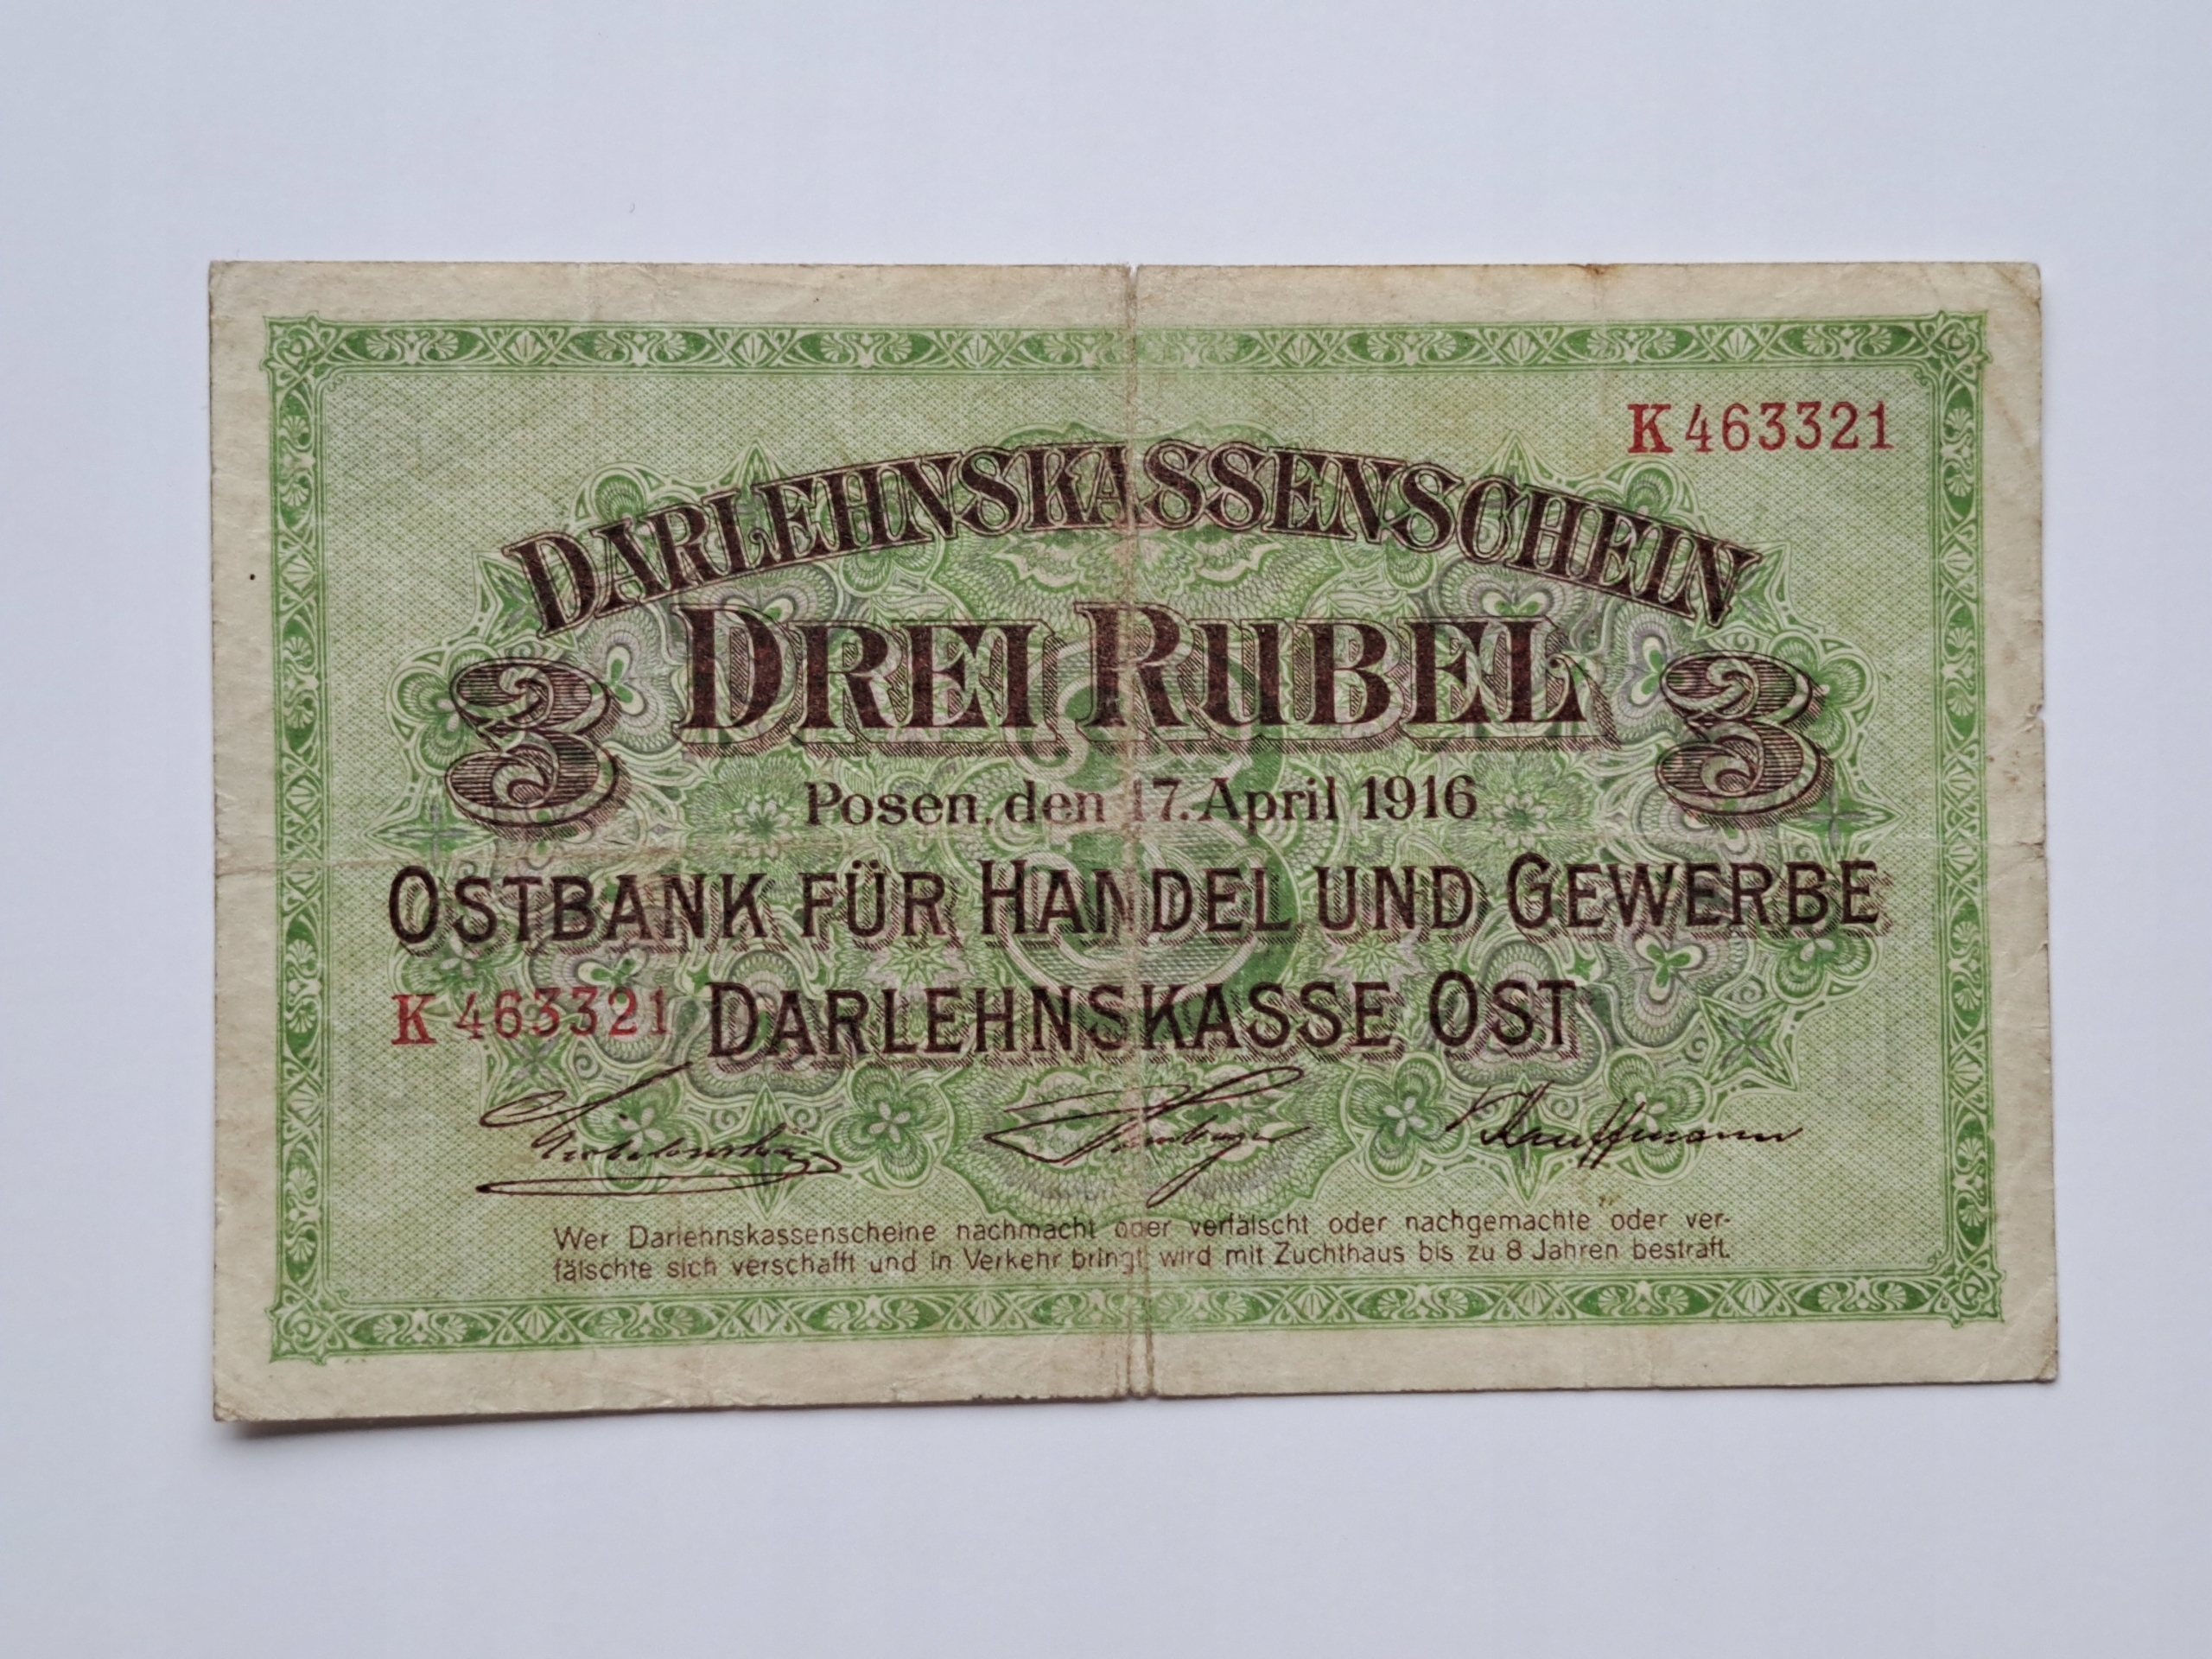 K 463321
DARLEHNSKASSENSCHEIN
DREI RUBEL
3 3
Posen, den 17. April 1916
OSTBANK FÜR HANDEL UND GEWERBE
K 463321 DARLEHNSKASSE OST
Hamburger Kauffmann
Wer Darlehnskassenscheine nachmacht oder verfälscht oder nachgemachte oder ver-
fälschte sich verschafft und in Verkehr bringt, wird mit Zuchthaus bis zu 8 Jahren bestraft.